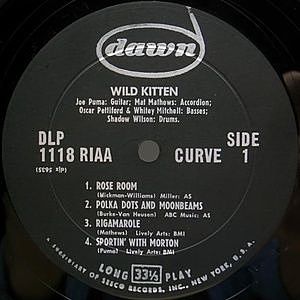 dawn
WILD KITTEN
Joe Puma: Guitar; Mat Mathews: Accordion;
Oscar Pettiford & Whitey Mitchell: Basses;
Shadow Wilson: Drums.
DLP SIDE
1118 RIAA CURVE 1
1. ROSE ROOM
(Hickman-Williams) Miller: AS
2. POLKA DOTS AND MOONBEAMS
(Burke-Van Heusen) ABC Music: AS
3. RIGAMAROLE
(Mathews) Lively Arts: BMI
4. SPORTIN' WITH MORTON
(Puma) Lively Arts: BMI
LONG 33⅓ PLAY
A SUBSIDIARY OF SEECO RECORDS, INC., NEW YORK, U.S.A.